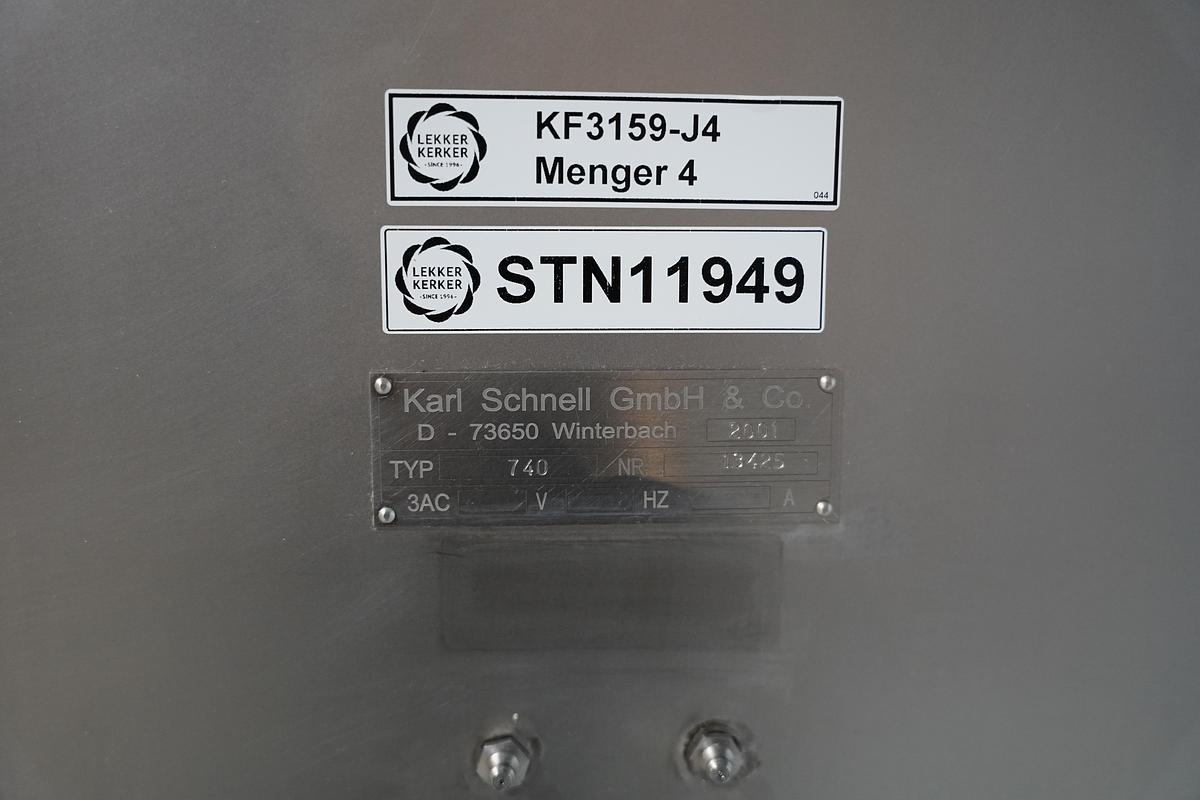 LEKKER
KERKER
-SINCE 1996-
KF3159-J4
Menger 4
044
LEKKER
KERKER
-SINCE 1996-
STN11949
Karl Schnell GmbH & Co.
D - 73650 Winterbach 2001
TYP 740 NR 13425
3AC V HZ A